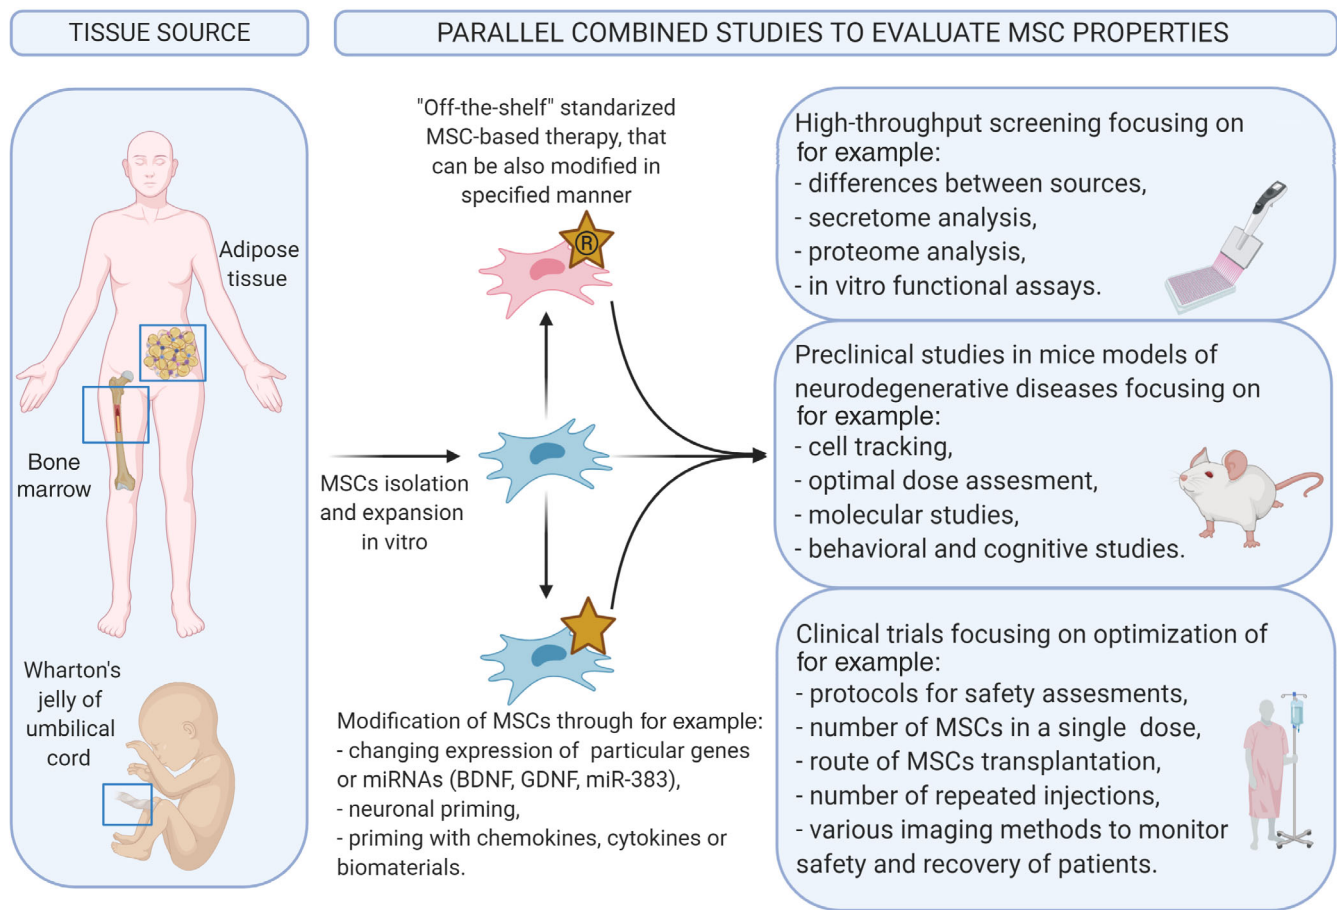 TISSUE SOURCE
PARALLEL COMBINED STUDIES TO EVALUATE MSC PROPERTIES
Adipose
tissue
Bone
marrow
Wharton's
jelly of
umbilical
cord
MSCs isolation
and expansion
in vitro
"Off-the-shelf" standarized
MSC-based therapy, that
can be also modified in
specified manner
R
Modification of MSCs through for example:
- changing expression of particular genes
or miRNAs (BDNF, GDNF, miR-383),
- neuronal priming,
- priming with chemokines, cytokines or
biomaterials.
High-throughput screening focusing on
for example:
- differences between sources,
- secretome analysis,
- proteome analysis,
- in vitro functional assays.
Preclinical studies in mice models of
neurodegenerative diseases focusing on
for example:
- cell tracking,
- optimal dose assesment,
- molecular studies,
- behavioral and cognitive studies.
Clinical trials focusing on optimization of
for example:
- protocols for safety assesments,
- number of MSCs in a single dose,
- route of MSCs transplantation,
- number of repeated injections,
- various imaging methods to monitor
safety and recovery of patients.